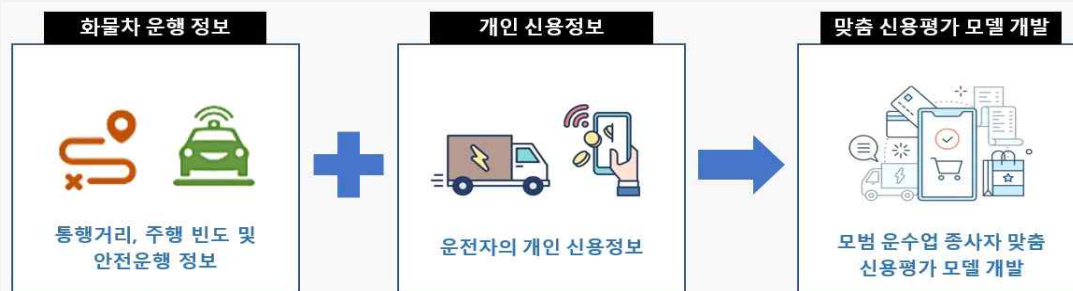 화물차 운행 정보
통행거리, 주행 빈도 및
안전운행 정보
개인 신용정보
운전자의 개인 신용정보
맞춤 신용평가 모델 개발
모범 운수업 종사자 맞춤
신용평가 모델 개발